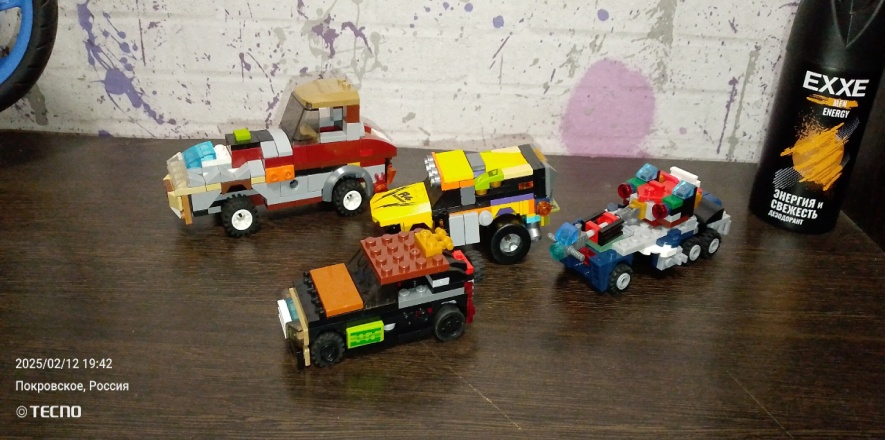 EXXE
MEN
ENERGY
ЭНЕРГИЯ и
СВЕЖЕСТЬ
ДЕЗОДОРАНТ
2025/02/12 19:42
Покровское, Россия
© TECNO